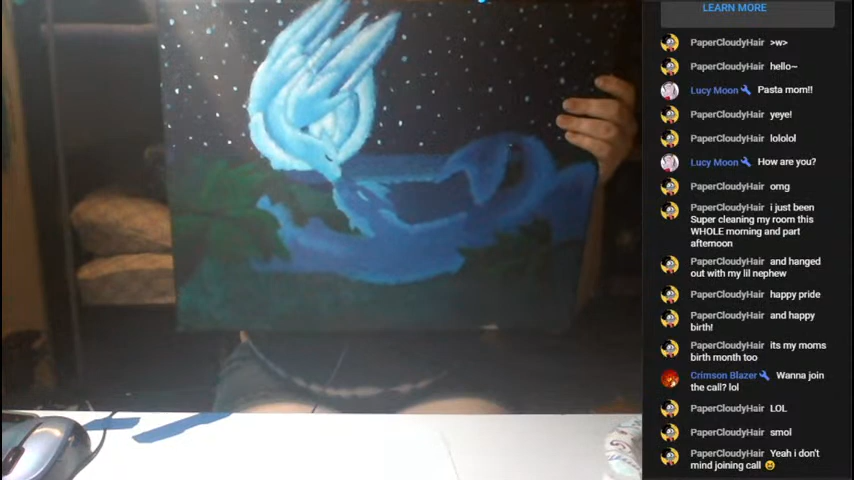 LEARN MORE
PaperCloudyHair >w>
PaperCloudyHair hello~
Lucy Moon Pasta mom!!
PaperCloudyHair yeye!
PaperCloudyHair lololol
Lucy Moon How are you?
PaperCloudyHair omg
PaperCloudyHair i just been
Super cleaning my room this
WHOLE morning and part
afternoon
PaperCloudyHair and hanged
out with my lil nephew
PaperCloudyHair happy pride
PaperCloudyHair and happy
birth!
PaperCloudyHair its my moms
birth month too
Crimson Blazer Wanna join
the call? lol
PaperCloudyHair LOL
PaperCloudyHair smol
PaperCloudyHair Yeah i don't
mind joining call 😆